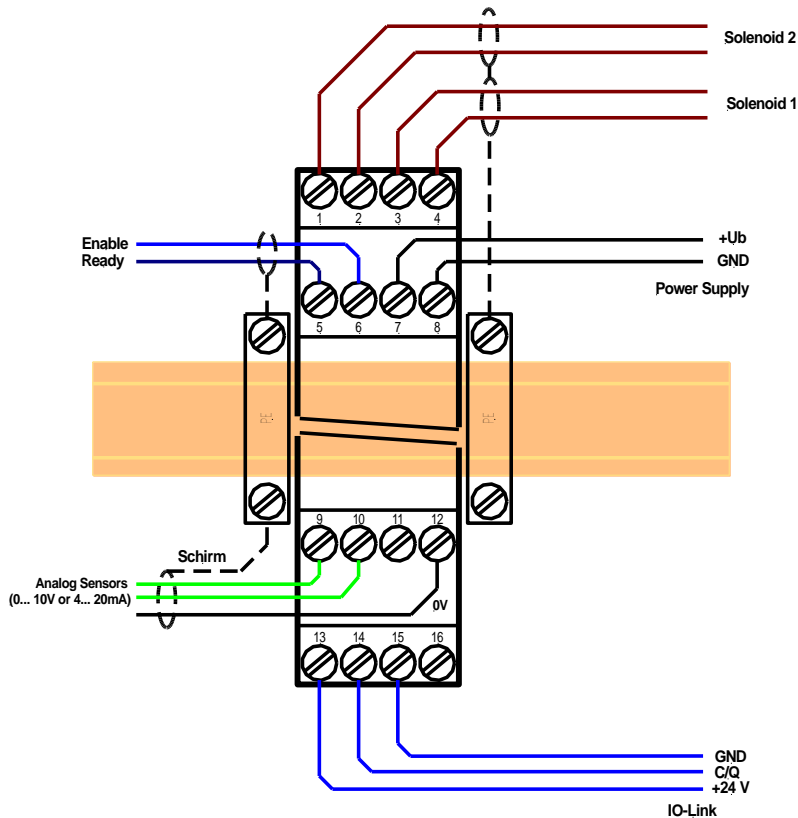 Solenoid 2
Solenoid 1
1 2 3 4
Enable
+Ub
Ready
GND
Power Supply
5 6 7 8
PE
PE
9 10 11 12
Schirm
Analog Sensors
(0... 10V or 4... 20mA)
0V
13 14 15 16
GND
C/Q
+24 V
IO-Link